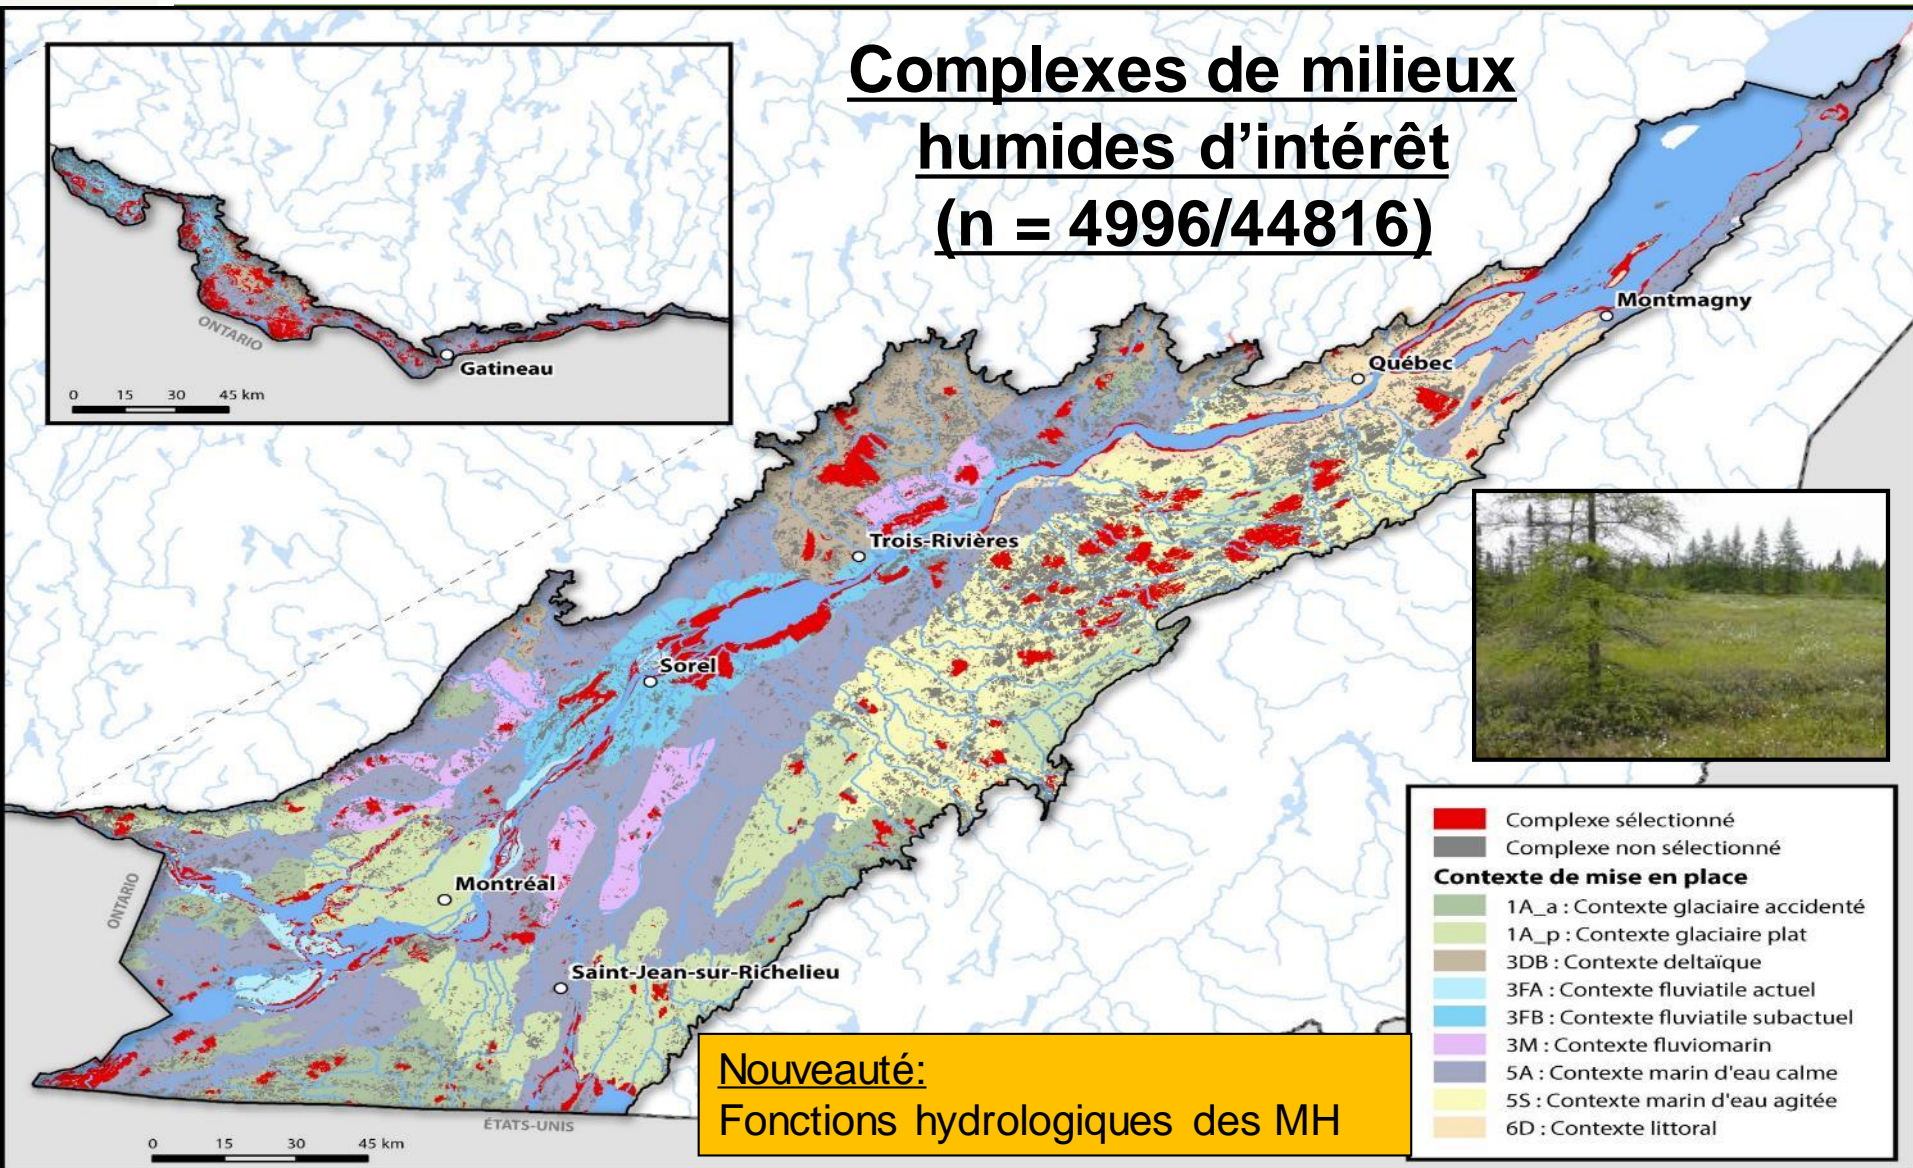 Complexes de milieux
humides d’intérêt
(n = 4996/44816)
ONTARIO
Gatineau
0 15 30 45 km
Montmagny
Québec
Trois-Rivières
Sorel
Montréal
ONTARIO
Saint-Jean-sur-Richelieu
ÉTATS-UNIS
0 15 30 45 km
Nouveauté:
Fonctions hydrologiques des MH
Complexe sélectionné
Complexe non sélectionné
Contexte de mise en place
1A_a : Contexte glaciaire accidenté
1A_p : Contexte glaciaire plat
3DB : Contexte deltaïque
3FA : Contexte fluviatile actuel
3FB : Contexte fluviatile subactuel
3M : Contexte fluviomarin
5A : Contexte marin d'eau calme
5S : Contexte marin d'eau agitée
6D : Contexte littoral